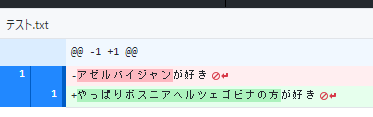 テスト.txt
@@ -1 +1 @@
1 -アゼルバイジャンが好き
1 +やっぱりボスニアヘルツェゴビナの方が好き